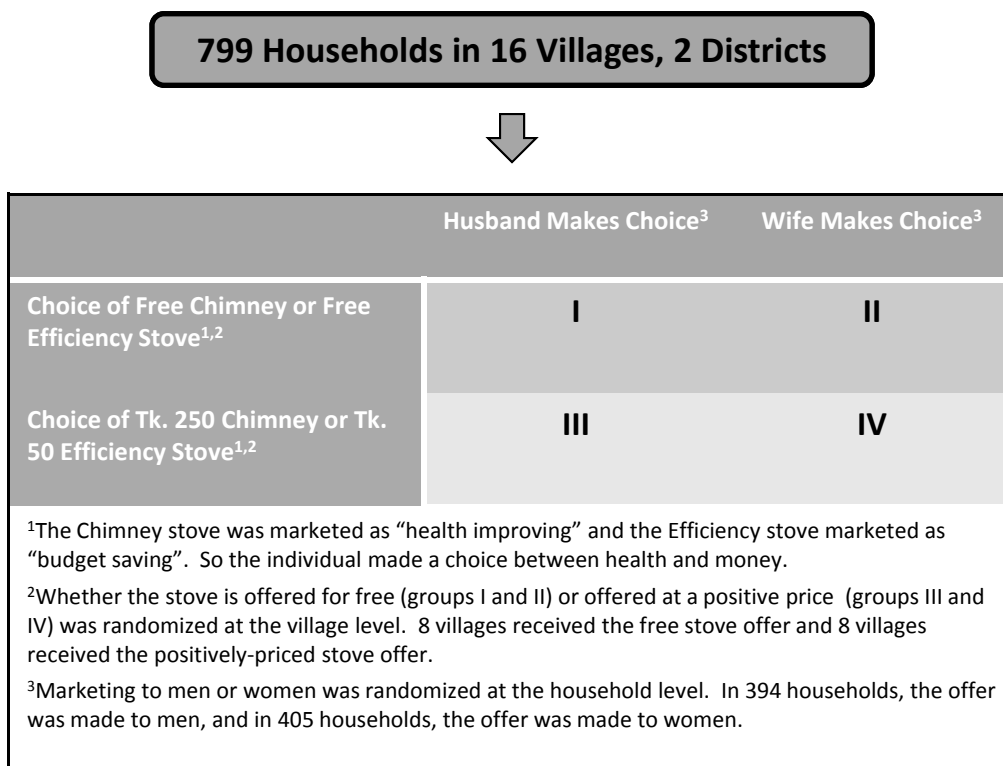 799 Households in 16 Villages, 2 Districts
Husband Makes Choice³ Wife Makes Choice³
Choice of Free Chimney or Free
Efficiency Stove¹,²
I II
Choice of Tk. 250 Chimney or Tk.
50 Efficiency Stove¹,²
III IV
¹The Chimney stove was marketed as “health improving” and the Efficiency stove marketed as
“budget saving”. So the individual made a choice between health and money.
²Whether the stove is offered for free (groups I and II) or offered at a positive price (groups III and
IV) was randomized at the village level. 8 villages received the free stove offer and 8 villages
received the positively-priced stove offer.
³Marketing to men or women was randomized at the household level. In 394 households, the offer
was made to men, and in 405 households, the offer was made to women.